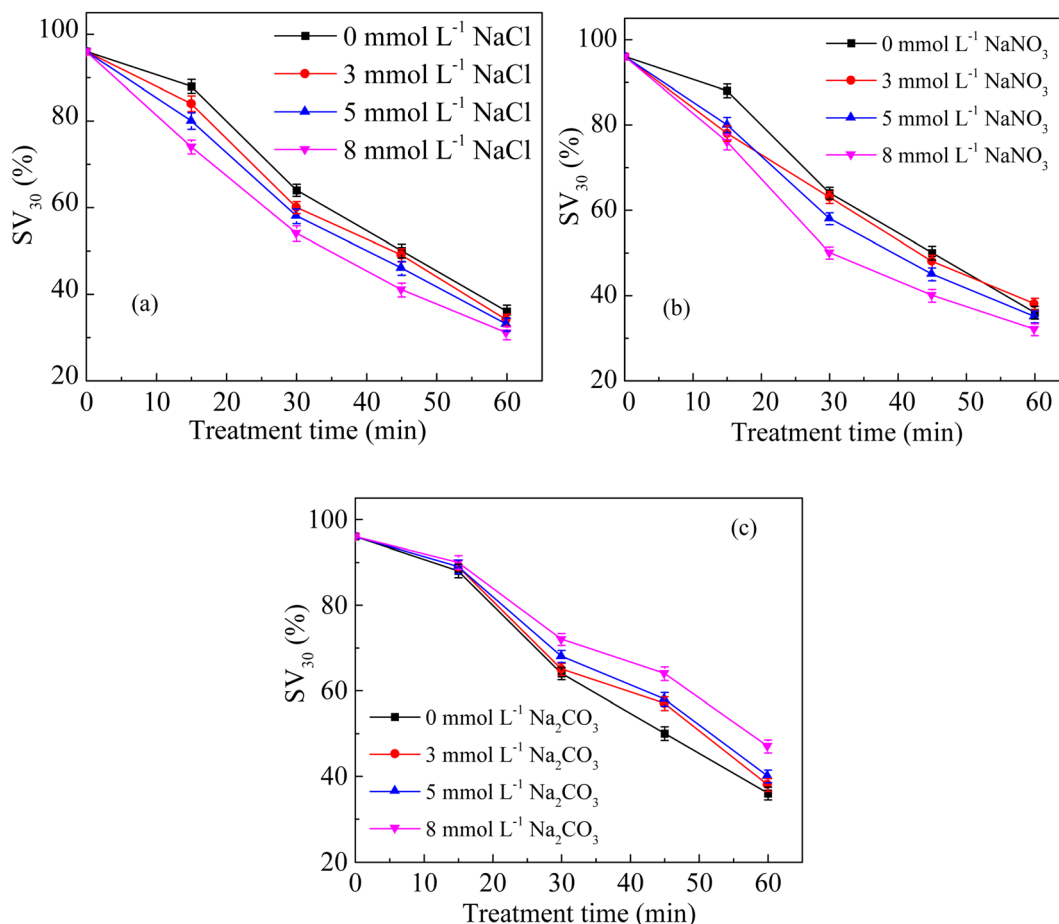 100
80
60
40
20
SV₃₀ (%)
0 mmol L⁻¹ NaCl
3 mmol L⁻¹ NaCl
5 mmol L⁻¹ NaCl
8 mmol L⁻¹ NaCl
(a)
0 10 20 30 40 50 60
Treatment time (min)
100
80
60
40
20
SV₃₀ (%)
0 mmol L⁻¹ NaNO₃
3 mmol L⁻¹ NaNO₃
5 mmol L⁻¹ NaNO₃
8 mmol L⁻¹ NaNO₃
(b)
0 10 20 30 40 50 60
Treatment time (min)
100
80
60
40
20
SV₃₀ (%)
(c)
0 mmol L⁻¹ Na₂CO₃
3 mmol L⁻¹ Na₂CO₃
5 mmol L⁻¹ Na₂CO₃
8 mmol L⁻¹ Na₂CO₃
0 10 20 30 40 50 60
Treatment time (min)